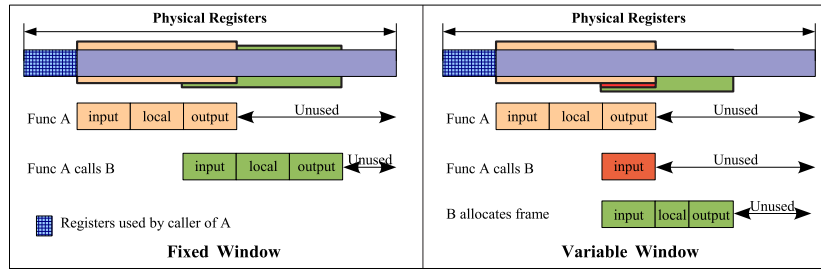 Physical Registers
Func A
input local output
Unused
Func A calls B
input local output
Unused
Registers used by caller of A
Fixed Window
Physical Registers
Func A
input local output
Unused
Func A calls B
input
Unused
B allocates frame
input local output
Unused
Variable Window